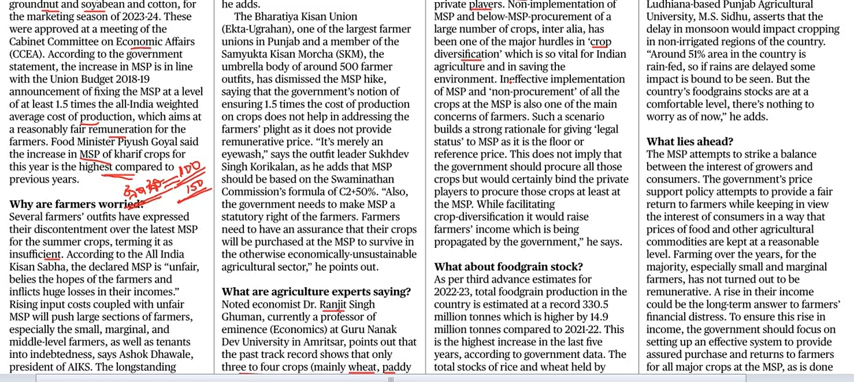 groundnut and soyabean and cotton, for
the marketing season of 2023-24. These
were approved at a meeting of the
Cabinet Committee on Economic Affairs
(CCEA). According to the government
statement, the increase in MSP is in line
with the Union Budget 2018-19
announcement of fixing the MSP at a level
of at least 1.5 times the all-India weighted
average cost of production, which aims at
a reasonably fair remuneration for the
farmers. Food Minister Piyush Goyal said
the increase in MSP of kharif crops for
this year is the highest compared to
previous years.
100
150
Why are farmers worried?
Several farmers' outfits have expressed
their discontentment over the latest MSP
for the summer crops, terming it as
insufficient. According to the All India
Kisan Sabha, the declared MSP is "unfair,
belies the hopes of the farmers and
inflicts huge losses in their incomes."
Rising input costs coupled with unfair
MSP will push large sections of farmers,
especially the small, marginal, and
middle-level farmers, as well as tenants
into indebtedness, says Ashok Dhawale,
president of AIKS. The longstanding
he adds.
The Bharatiya Kisan Union
(Ekta-Ugrahan), one of the largest farmer
unions in Punjab and a member of the
Samyukta Kisan Morcha (SKM), the
umbrella body of around 500 farmer
outfits, has dismissed the MSP hike,
saying that the government's notion of
ensuring 1.5 times the cost of production
on crops does not help in addressing the
farmers' plight as it does not provide
remunerative price. "It's merely an
eyewash," says the outfit leader Sukhdev
Singh Korikalan, as he adds that MSP
should be based on the Swaminathan
Commission's formula of C2+50%. "Also,
the government needs to make MSP a
statutory right of the farmers. Farmers
need to have an assurance that their crops
will be purchased at the MSP to survive in
the otherwise economically-unsustainable
agricultural sector," he points out.
What are agriculture experts saying?
Noted economist Dr. Ranjit Singh
Ghuman, currently a professor of
eminence (Economics) at Guru Nanak
Dev University in Amritsar, points out that
the past track record shows that only
three to four crops (mainly wheat, paddy
private players. Non-implementation of
MSP and below-MSP-procurement of a
large number of crops, inter alia, has
been one of the major hurdles in 'crop
diversification' which is so vital for Indian
agriculture and in saving the
environment. Ineffective implementation
of MSP and 'non-procurement' of all the
crops at the MSP is also one of the main
concerns of farmers. Such a scenario
builds a strong rationale for giving 'legal
status' to MSP as it is the floor or
reference price. This does not imply that
the government should procure all those
crops but would certainly bind the private
players to procure those crops at least at
the MSP. While facilitating
crop-diversification it would raise
farmers' income which is being
propagated by the government," he says.
What about foodgrain stock?
As per third advance estimates for
2022-23, total foodgrain production in the
country is estimated at a record 330.5
million tonnes which is higher by 14.9
million tonnes compared to 2021-22. This
is the highest increase in the last five
years, according to government data. The
total stocks of rice and wheat held by
Ludhiana-based Punjab Agricultural
University, M.S. Sidhu, asserts that the
delay in monsoon would impact cropping
in non-irrigated regions of the country.
"Around 51% area in the country is
rain-fed, so if rains are delayed some
impact is bound to be seen. But the
country's foodgrains stocks are at a
comfortable level, there's nothing to
worry as of now," he adds.
What lies ahead?
The MSP attempts to strike a balance
between the interest of growers and
consumers. The government's price
support policy attempts to provide a fair
return to farmers while keeping in view
the interest of consumers in a way that
prices of food and other agricultural
commodities are kept at a reasonable
level. Farming over the years, for the
majority, especially small and marginal
farmers, has not turned out to be
remunerative. A rise in their income
could be the long-term answer to farmers'
financial distress. To ensure this rise in
income, the government should focus on
setting up an effective system to provide
assured purchase and returns to farmers
for all major crops at the MSP, as is done